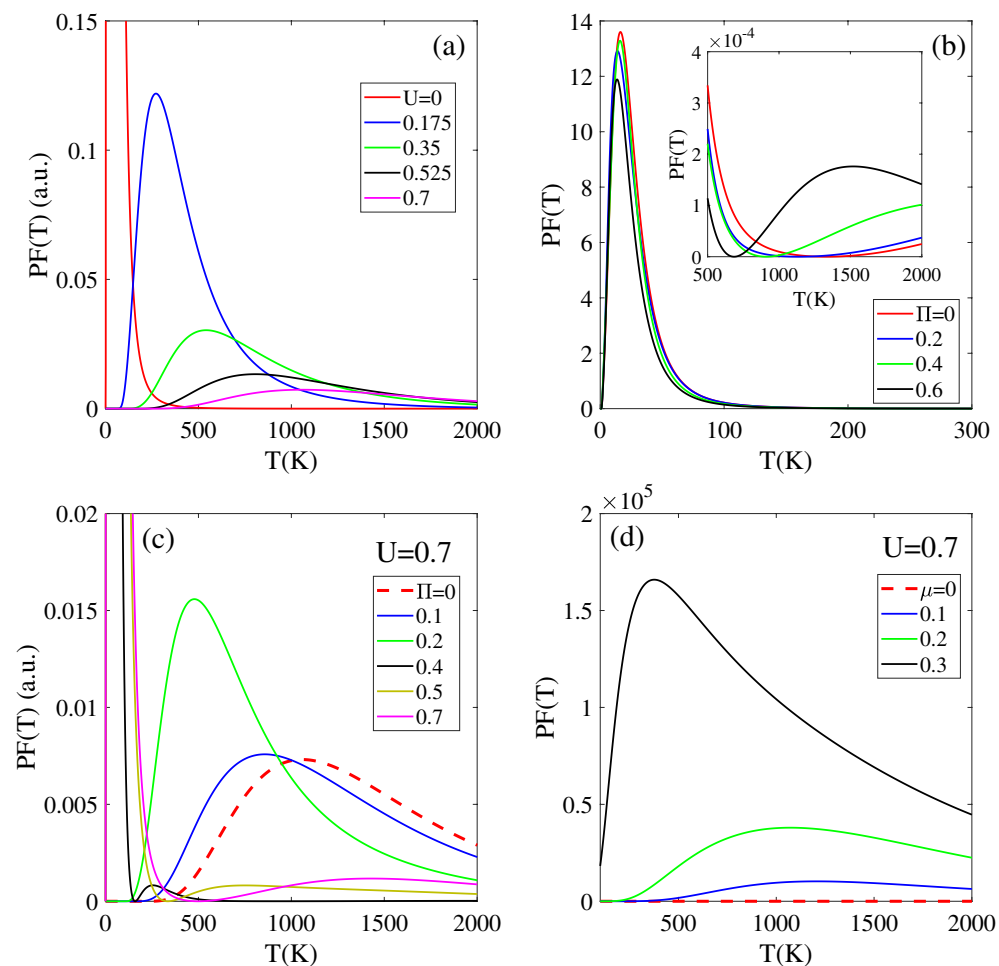 (a)
PF(T) (a.u.)
0.15
0.1
0.05
0
U=0
0.175
0.35
0.525
0.7
0 500 1000 1500 2000
T(K)
(b)
PF(T)
14
12
10
8
6
4
2
0
×10⁻⁴
PF(T)
4
3
2
1
0
500 1000 1500 2000
T(K)
Π=0
0.2
0.4
0.6
0 100 200 300
T(K)
(c)
U=0.7
PF(T) (a.u.)
0.02
0.015
0.01
0.005
0
Π=0
0.1
0.2
0.4
0.5
0.7
0 500 1000 1500 2000
T(K)
×10⁵
(d)
U=0.7
PF(T)
2
1.5
1
0.5
0
μ=0
0.1
0.2
0.3
500 1000 1500 2000
T(K)